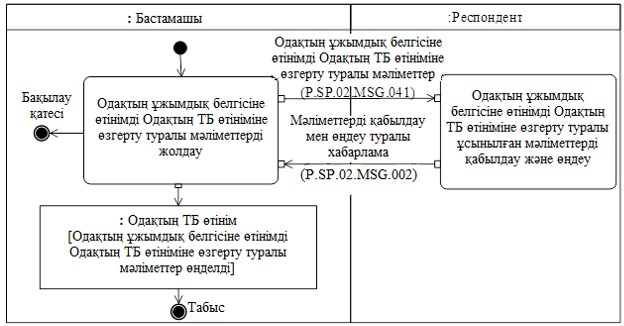 : Бастамашы
:Респондент
Одақтың ұжымдық белгісіне
өтінімді Одақтың ТБ өтініміне
өзгерту туралы мәліметтер
(P.SP.02.MSG.041)
Бақылау
қатесі
Одақтың ұжымдық белгісіне
өтінімді Одақтың ТБ өтініміне
өзгерту туралы мәліметтерді
жолдау
Мәліметтерді қабылдау
мен өңдеу туралы
хабарлама
(P.SP.02.MSG.002)
Одақтың ұжымдық
белгісіне өтінімді Одақтың
ТБ өтініміне өзгерту туралы
ұсынылған мәліметтерді
қабылдау және өңдеу
: Одақтың ТБ өтінім
[Одақтың ұжымдық белгісіне өтінімді
Одақтың ТБ өтініміне өзгерту туралы
мәліметтер өңделді]
Табыс